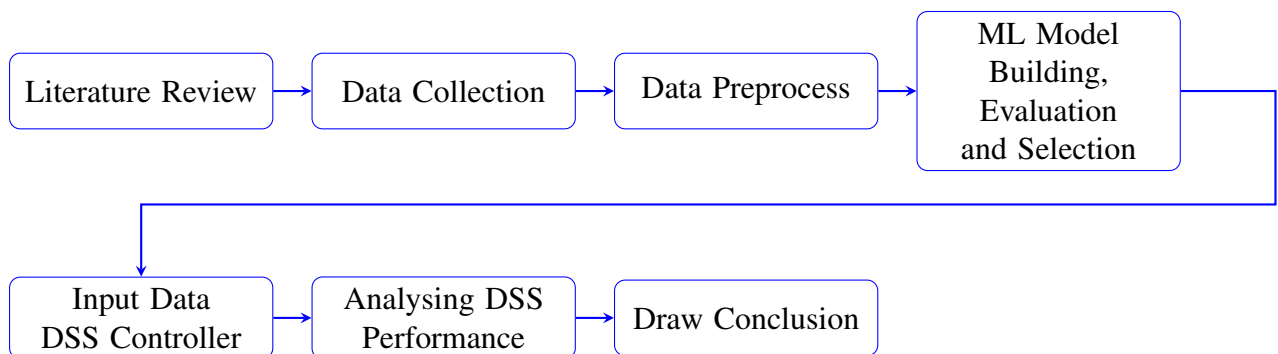 Literature Review
Data Collection
Data Preprocess
ML Model
Building,
Evaluation
and Selection
Input Data
DSS Controller
Analysing DSS
Performance
Draw Conclusion